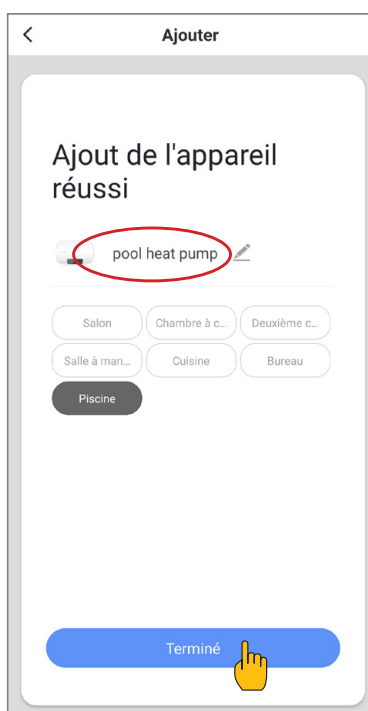 Ajouter
Ajout de l'appareil
réussi
pool heat pump
Salon
Chambre à c...
Deuxième c...
Salle à man...
Cuisine
Bureau
Piscine
Terminé